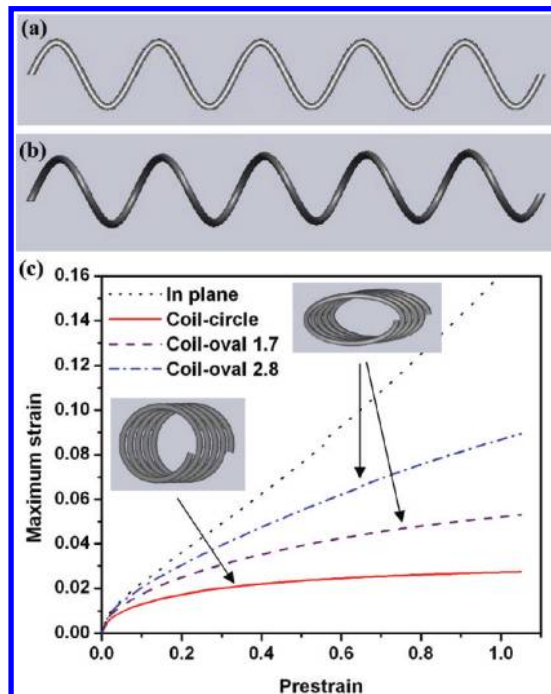 (a)
(b)
(c)
0.16
0.14
0.12
0.10
0.08
0.06
0.04
0.02
0.00
Maximum strain
In plane
Coil-circle
Coil-oval 1.7
Coil-oval 2.8
0.0 0.2 0.4 0.6 0.8 1.0
Prestrain